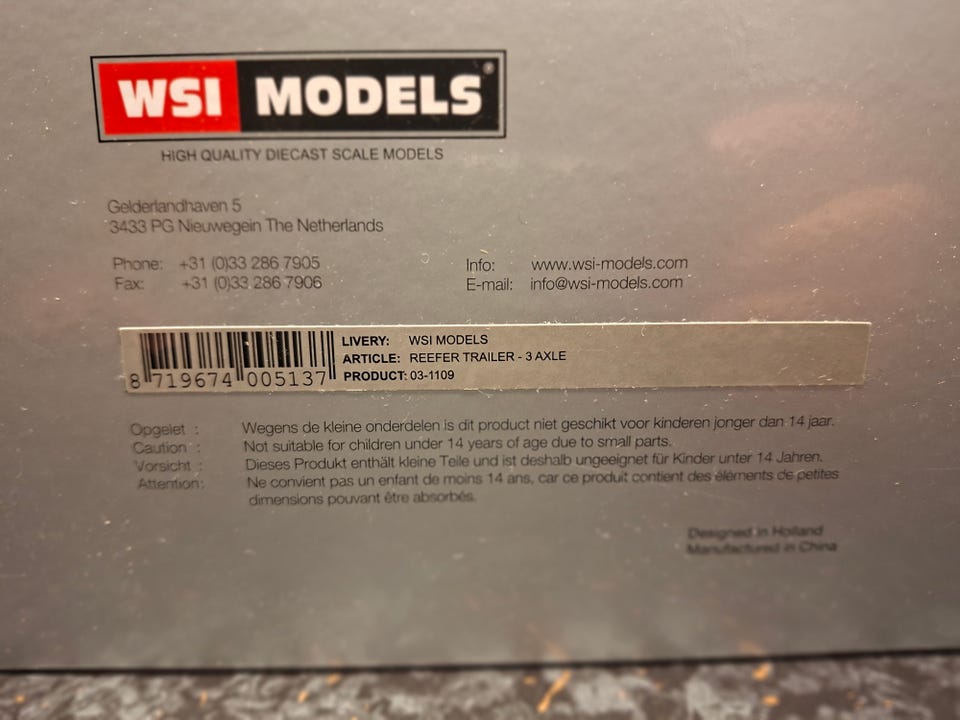 WSI MODELS®
HIGH QUALITY DIECAST SCALE MODELS
Gelderlandhaven 5
3433 PG Nieuwegein The Netherlands
Phone: +31 (0)33 286 7905
Fax: +31 (0)33 286 7906
Info: www.wsi-models.com
E-mail: info@wsi-models.com
8 719674 005137
LIVERY: WSI MODELS
ARTICLE: REEFER TRAILER - 3 AXLE
PRODUCT: 03-1109
Opgelet : Wegens de kleine onderdelen is dit product niet geschikt voor kinderen jonger dan 14 jaar.
Caution : Not suitable for children under 14 years of age due to small parts.
Vorsicht : Dieses Produkt enthält kleine Teile und ist deshalb ungeeignet für Kinder unter 14 Jahren.
Attention: Ne convient pas un enfant de moins 14 ans, car ce produit contient des éléments de petites
dimensions pouvant être absorbés.
Designed in Holland
Manufactured in China